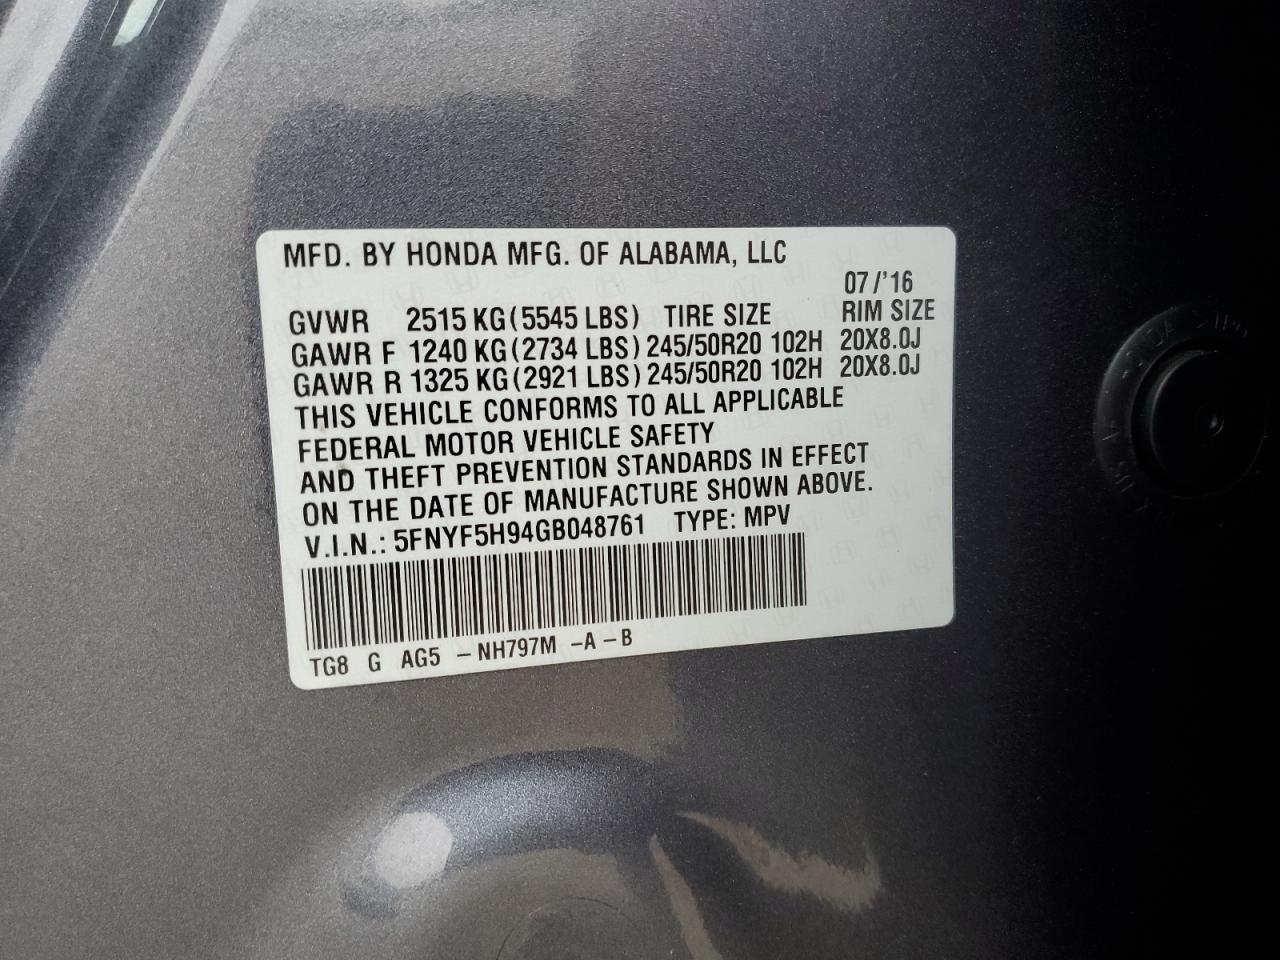 MFD. BY HONDA MFG. OF ALABAMA, LLC
07/'16
GVWR 2515 KG(5545 LBS) TIRE SIZE RIM SIZE
GAWR F 1240 KG(2734 LBS) 245/50R20 102H 20X8.0J
GAWR R 1325 KG(2921 LBS) 245/50R20 102H 20X8.0J
THIS VEHICLE CONFORMS TO ALL APPLICABLE
FEDERAL MOTOR VEHICLE SAFETY
AND THEFT PREVENTION STANDARDS IN EFFECT
ON THE DATE OF MANUFACTURE SHOWN ABOVE.
V.I.N.: 5FNYF5H94GB048761 TYPE: MPV
TG8 G AG5 -NH797M -A-B